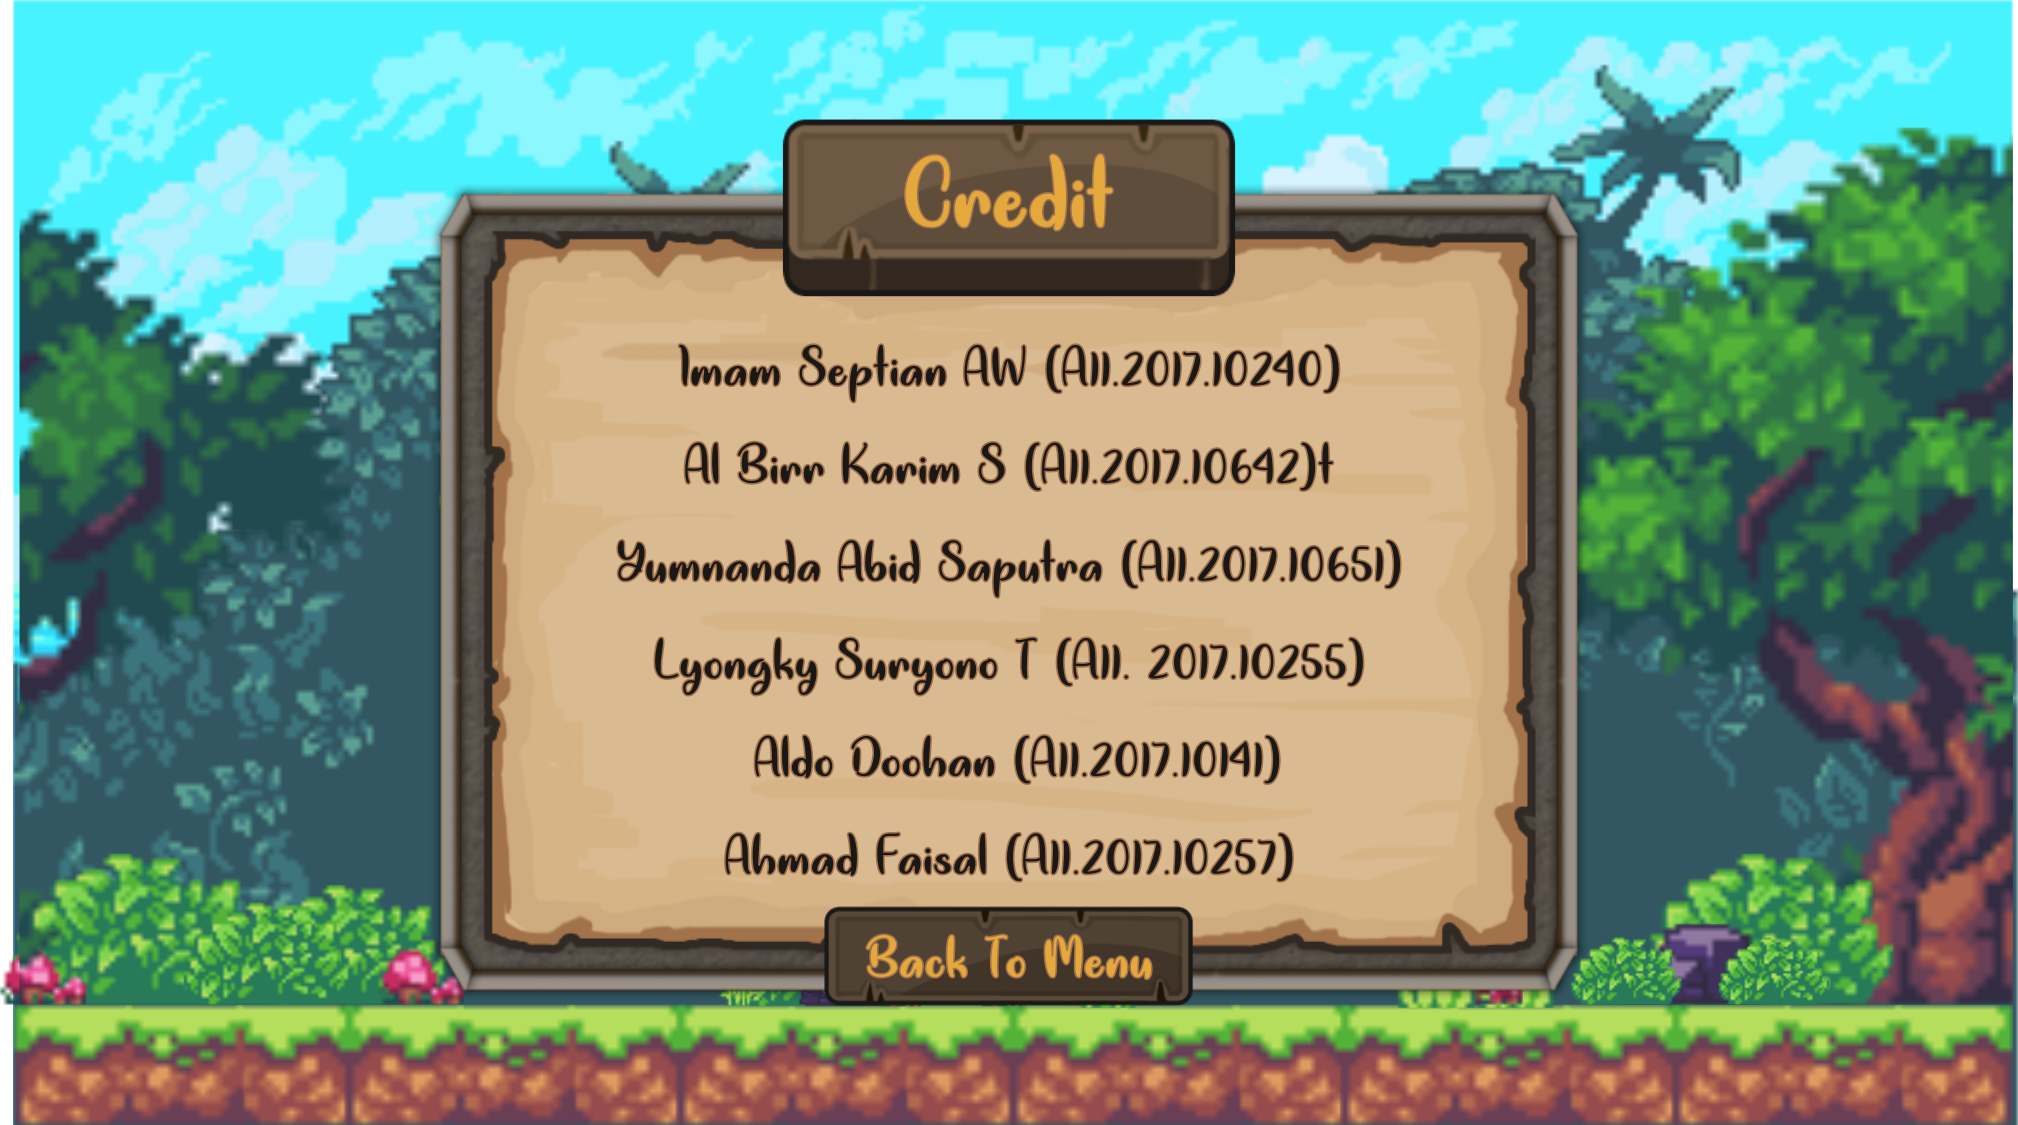 Credit
Imam Septian AW (A11.2017.10240)
Al Birr Karim S (A11.2017.10642)t
Yumnanda Abid Saputra (A11.2017.10651)
Lyongky Suryono T (A11. 2017.10255)
Aldo Doohan (A11.2017.10141)
Ahmad Faisal (A11.2017.10257)
Back To Menu